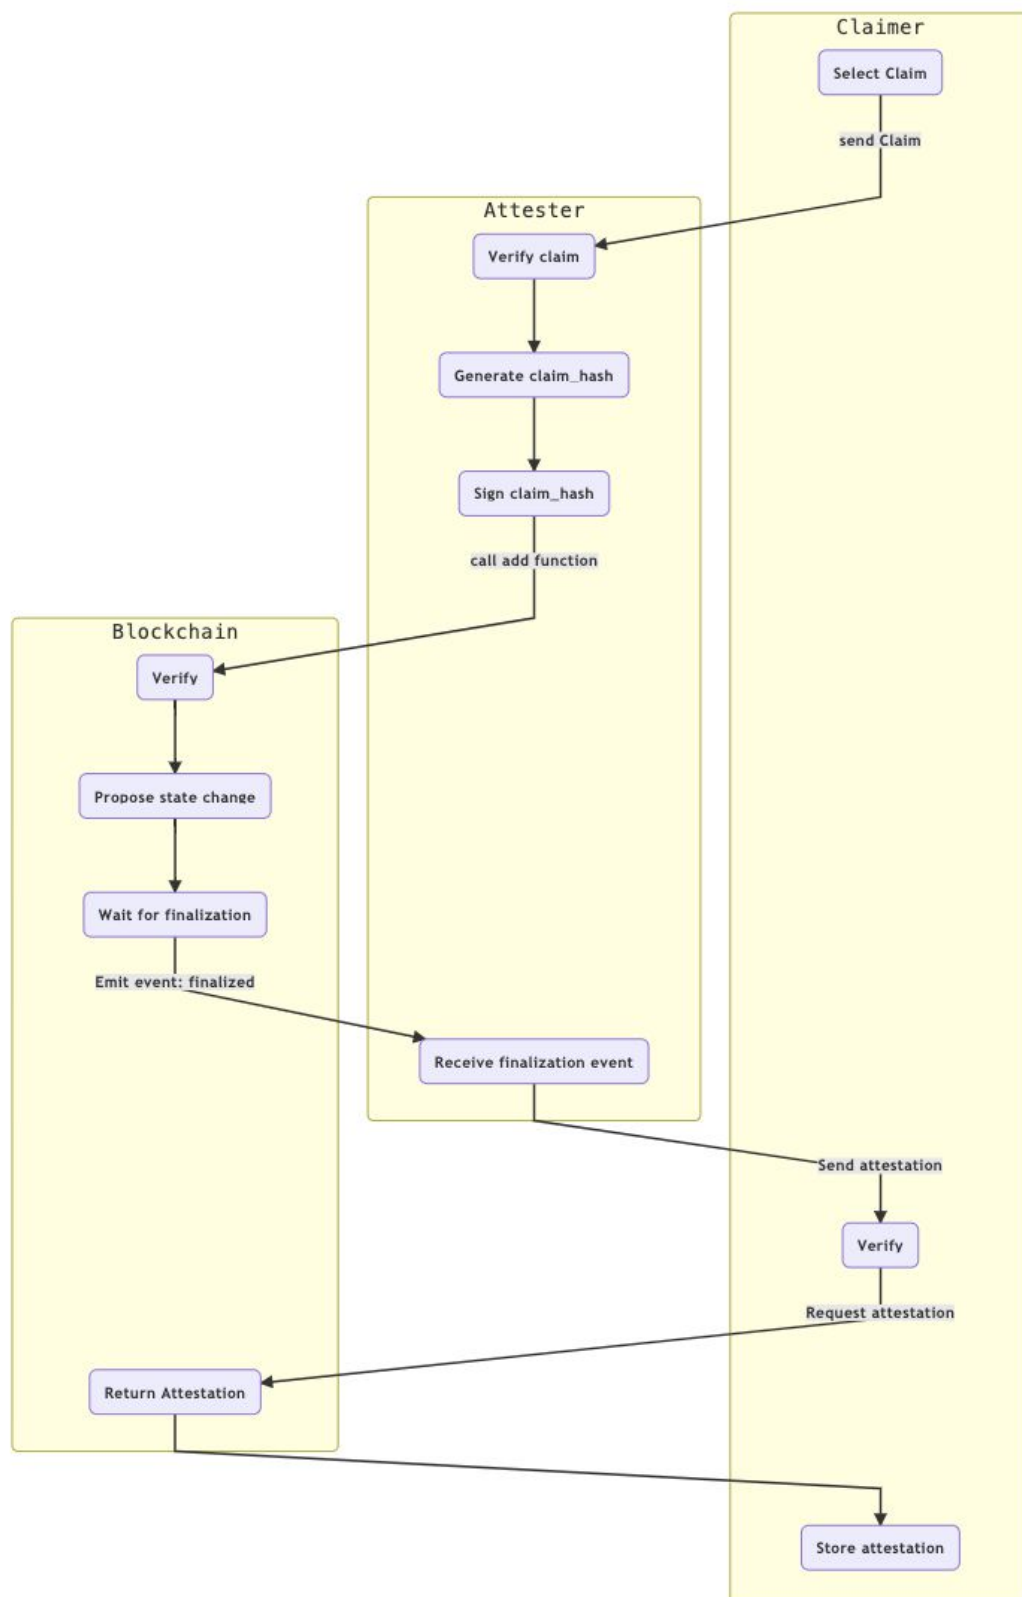 Claimer
Select Claim
send Claim
Attester
Verify claim
Generate claim_hash
Sign claim_hash
call add function
Blockchain
Verify
Propose state change
Wait for finalization
Emit event: finalized
Receive finalization event
Send attestation
Verify
Request attestation
Return Attestation
Store attestation